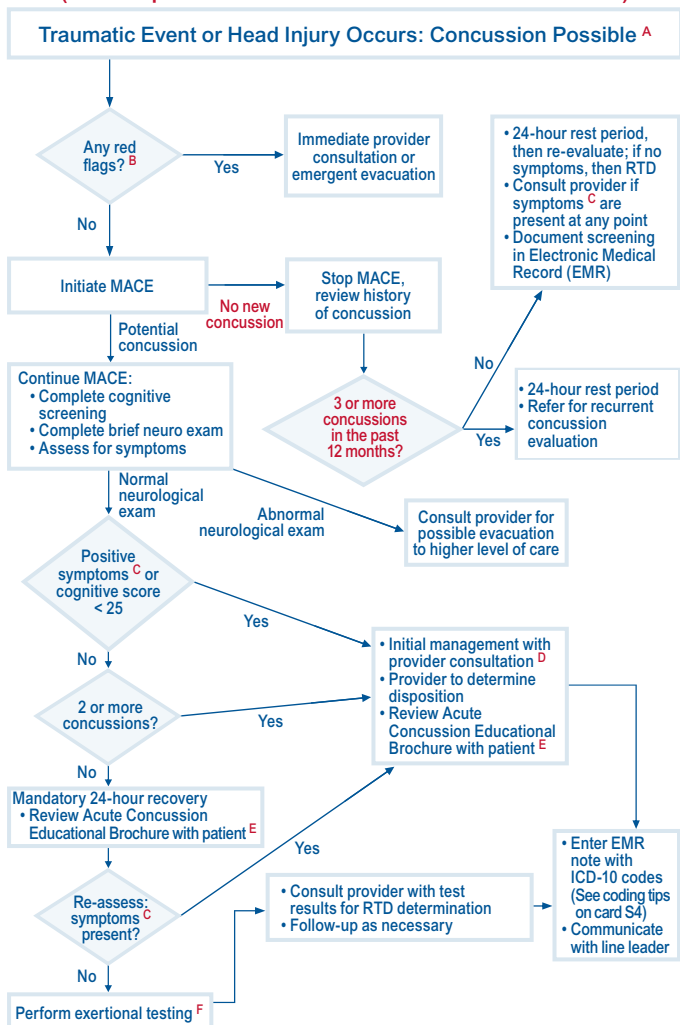 Traumatic Event or Head Injury Occurs: Concussion Possible A
Any red
flags? B
Yes
Immediate provider
consultation or
emergent evacuation
• 24-hour rest period,
then re-evaluate; if no
symptoms, then RTD
• Consult provider if
symptoms C are
present at any point
• Document screening
in Electronic Medical
Record (EMR)
No
Initiate MACE
No new
concussion
Stop MACE,
review history
of concussion
Potential
concussion
No
Continue MACE:
• Complete cognitive
screening
• Complete brief neuro exam
• Assess for symptoms
3 or more
concussions
in the past
12 months?
Yes
• 24-hour rest period
• Refer for recurrent
concussion
evaluation
Normal
neurological
exam
Abnormal
neurological exam
Consult provider for
possible evacuation
to higher level of care
Positive
symptoms C or
cognitive score
< 25
Yes
No
• Initial management with
provider consultation D
• Provider to determine
disposition
• Review Acute
Concussion Educational
Brochure with patient E
2 or more
concussions?
Yes
No
Mandatory 24-hour recovery
• Review Acute Concussion
Educational Brochure with patient E
Yes
Re-assess:
symptoms C
present?
• Consult provider with test
results for RTD determination
• Follow-up as necessary
• Enter EMR
note with
ICD-10 codes
(See coding tips
on card S4)
• Communicate
with line leader
No
Perform exertional testing F